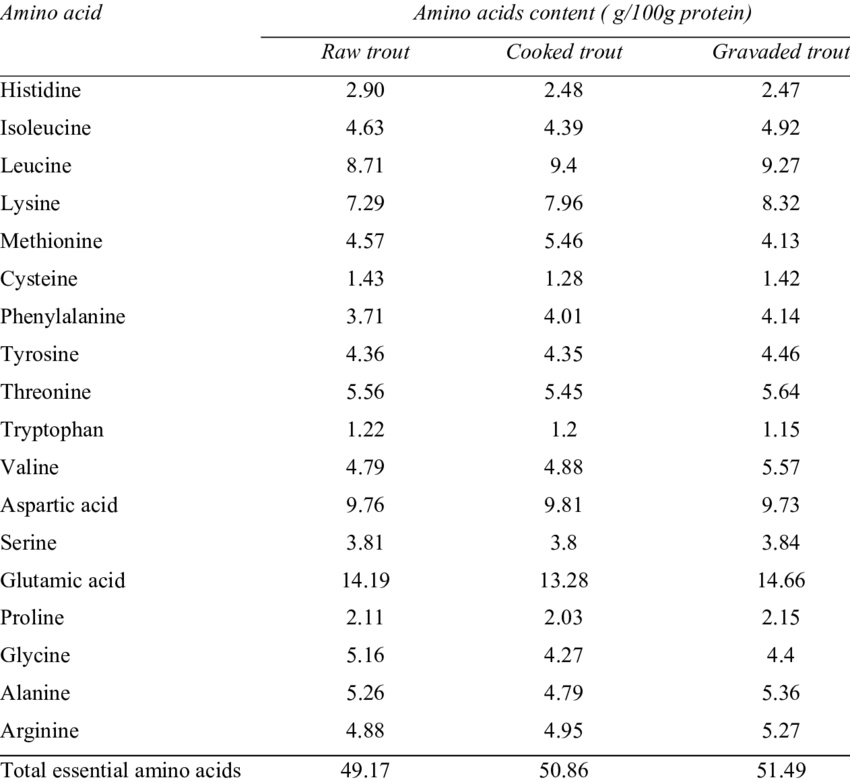 Amino acid Amino acids content ( g/100g protein)
Raw trout Cooked trout Gravaded trout
Histidine 2.90 2.48 2.47
Isoleucine 4.63 4.39 4.92
Leucine 8.71 9.4 9.27
Lysine 7.29 7.96 8.32
Methionine 4.57 5.46 4.13
Cysteine 1.43 1.28 1.42
Phenylalanine 3.71 4.01 4.14
Tyrosine 4.36 4.35 4.46
Threonine 5.56 5.45 5.64
Tryptophan 1.22 1.2 1.15
Valine 4.79 4.88 5.57
Aspartic acid 9.76 9.81 9.73
Serine 3.81 3.8 3.84
Glutamic acid 14.19 13.28 14.66
Proline 2.11 2.03 2.15
Glycine 5.16 4.27 4.4
Alanine 5.26 4.79 5.36
Arginine 4.88 4.95 5.27
Total essential amino acids 49.17 50.86 51.49